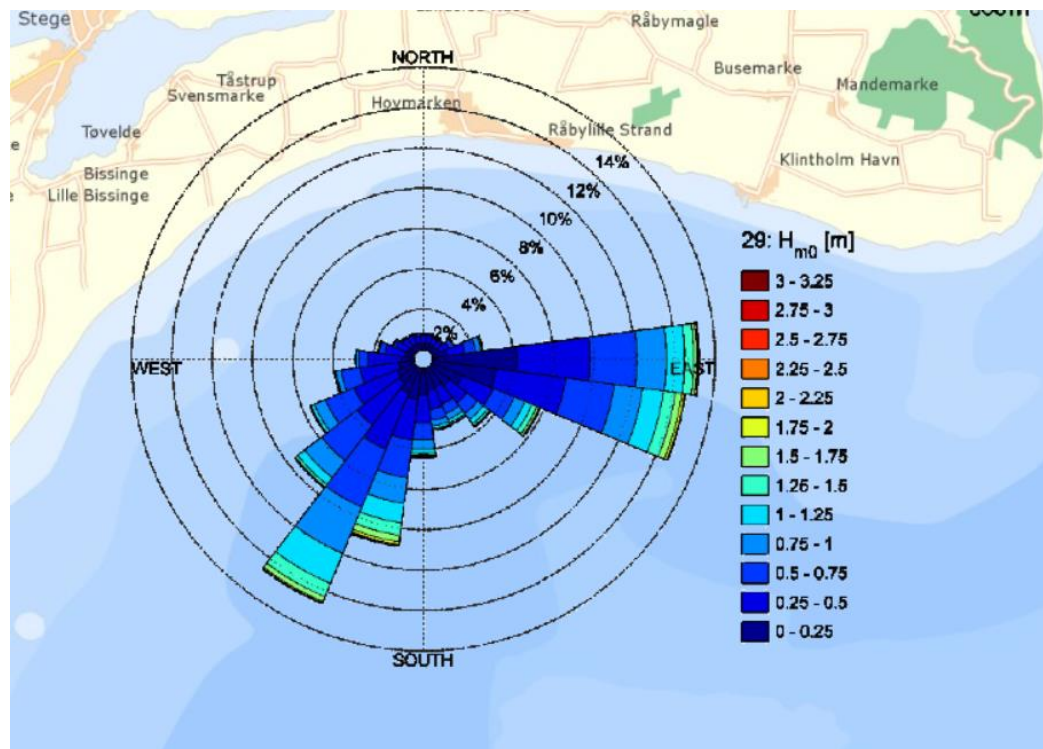 Stege
Råbymagle
SOUTH
NORTH
Busemarke
Tåstrup
Svensmarke
Mandemarke
Hovmarken
Tøvelde
Råbylille Strand
Bissinge
Klintholm Havn
Lille Bissinge
14%
12%
10%
8%
6%
4%
2%
WEST
EAST
SOUTH
29: Hm0 [m]
3 - 3.25
2.75 - 3
2.5 - 2.75
2.25 - 2.5
2 - 2.25
1.75 - 2
1.5 - 1.75
1.25 - 1.5
1 - 1.25
0.75 - 1
0.5 - 0.75
0.25 - 0.5
0 - 0.25